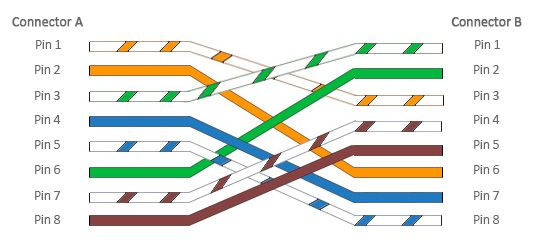 Connector A Connector B
Pin 1 Pin 1
Pin 2 Pin 2
Pin 3 Pin 3
Pin 4 Pin 4
Pin 5 Pin 5
Pin 6 Pin 6
Pin 7 Pin 7
Pin 8 Pin 8